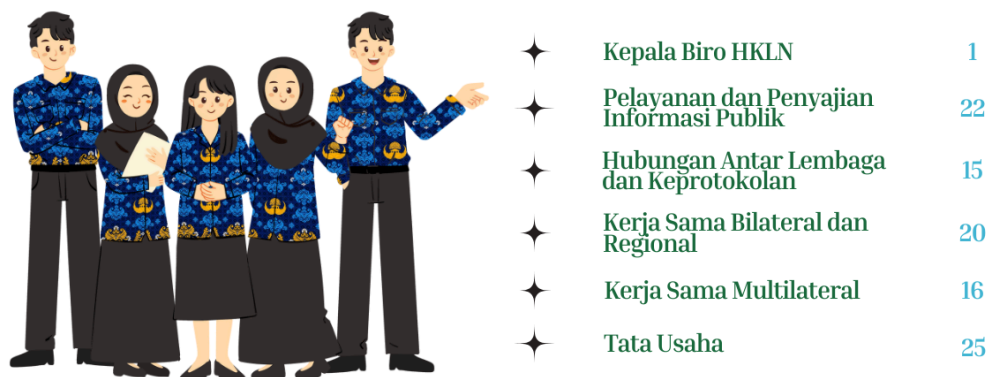 Kepala Biro HKLN 1
Pelayanan dan Penyajian
Informasi Publik 22
Hubungan Antar Lembaga
dan Keprotokolan 15
Kerja Sama Bilateral dan
Regional 20
Kerja Sama Multilateral 16
Tata Usaha 25